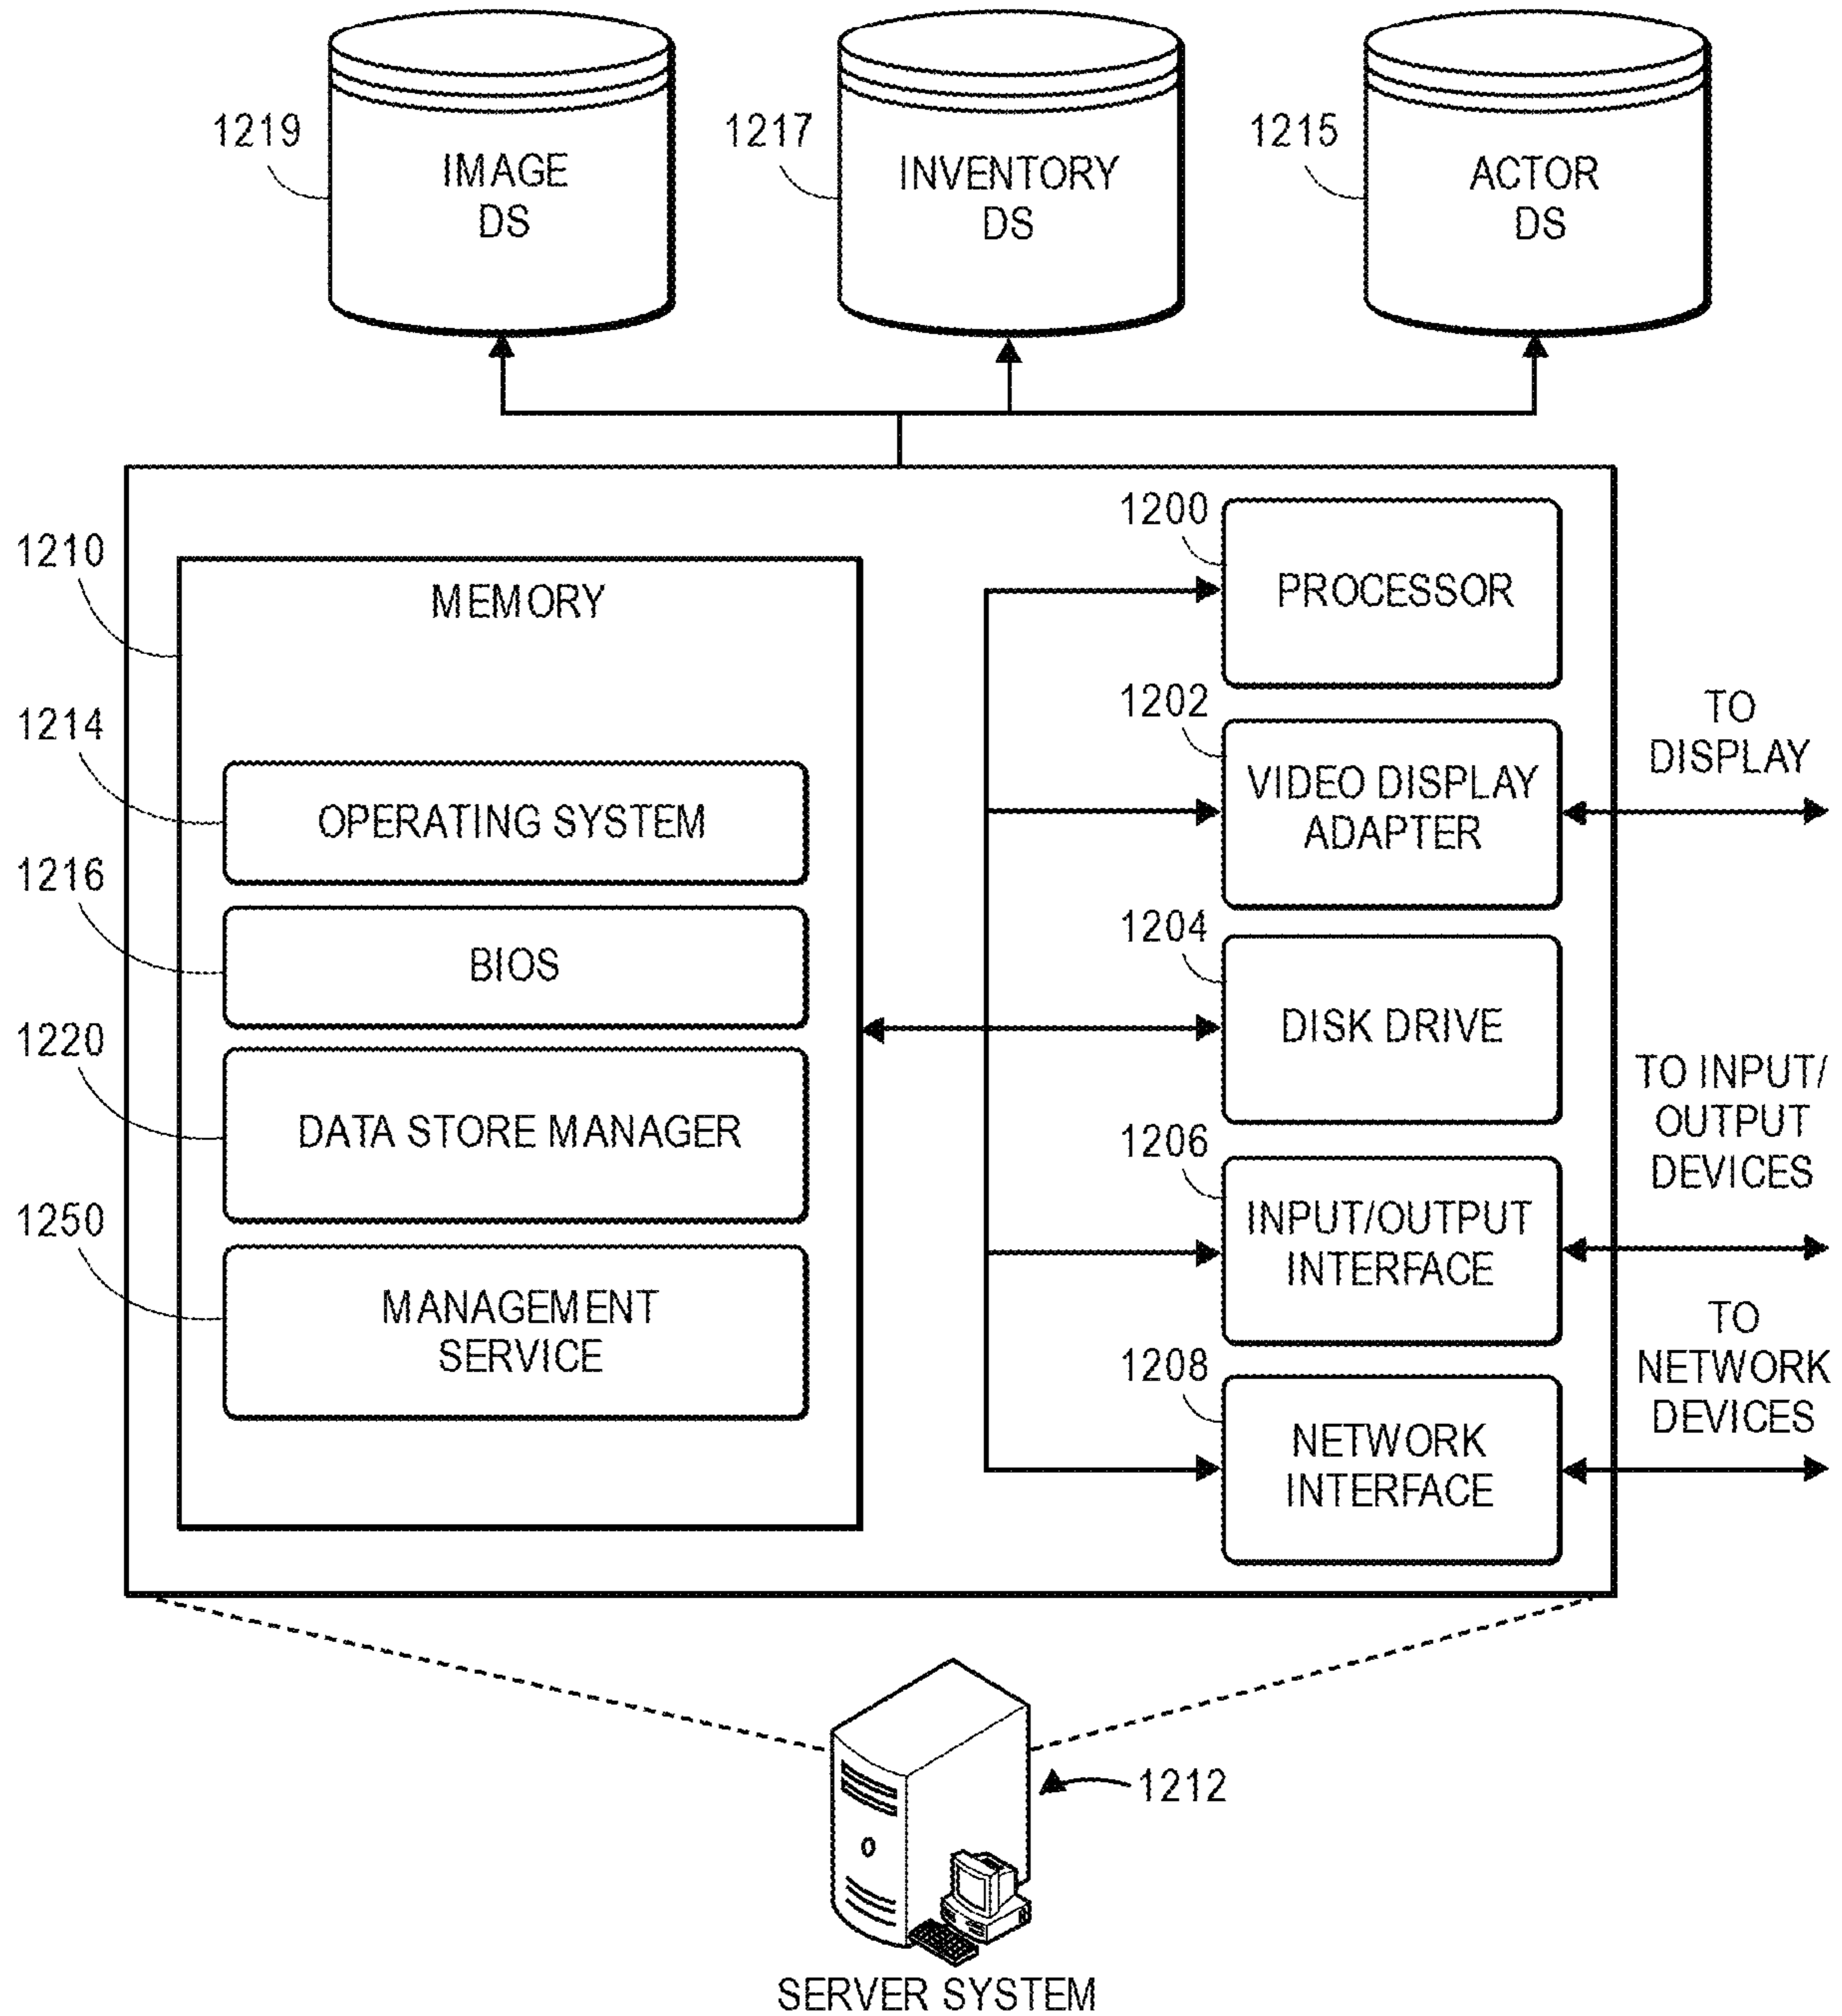 1219
IMAGE
DS
1217
INVENTORY
DS
1215
ACTOR
DS
1210
MEMORY
1214
OPERATING SYSTEM
1216
BIOS
1220
DATA STORE MANAGER
1250
MANAGEMENT
SERVICE
1200
PROCESSOR
1202
VIDEO DISPLAY
ADAPTER
TO
DISPLAY
1204
DISK DRIVE
1206
INPUT/OUTPUT
INTERFACE
TO INPUT/
OUTPUT
DEVICES
1208
NETWORK
INTERFACE
TO
NETWORK
DEVICES
1212
SERVER SYSTEM